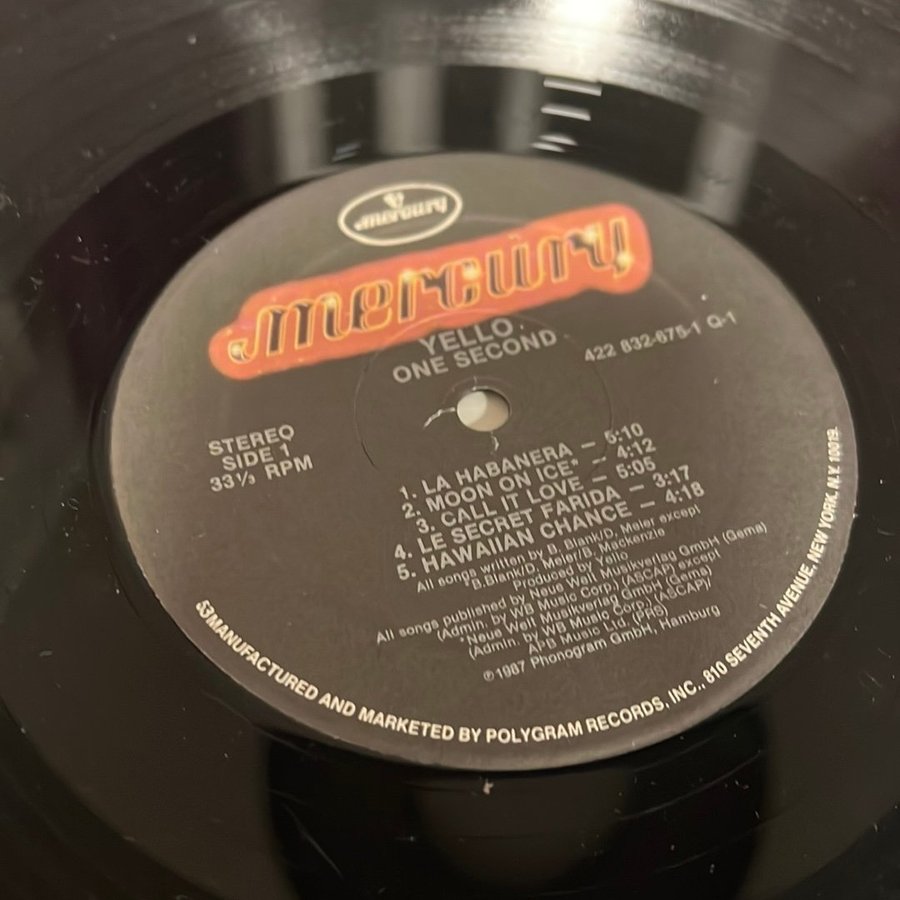 mercury
mercury
YELLO
ONE SECOND
422 832-675-1 Q-1
STEREO
SIDE 1
33⅓ RPM
1. LA HABANERA – 5:10
2. MOON ON ICE* – 4:12
3. CALL IT LOVE – 5:05
4. LE SECRET FARIDA – 3:17
5. HAWAIIAN CHANCE – 4:18
All songs written by B. Blank/D. Meier except
*B.Blank/D. Meier/B. Mackenzie
Produced by Yello
All songs published by Neue Welt Musikverlag GmbH (Gema)
(Admin. by WB Music Corp.) (ASCAP) except
*Neue Welt Musikverlag GmbH (Gema)
(Admin. by WB Music Corp. (ASCAP)/
APB Music Ltd (PRS)
℗1987 Phonogram GmbH, Hamburg
53MANUFACTURED AND MARKETED BY POLYGRAM RECORDS, INC., 810 SEVENTH AVENUE, NEW YORK, N.Y. 10019.